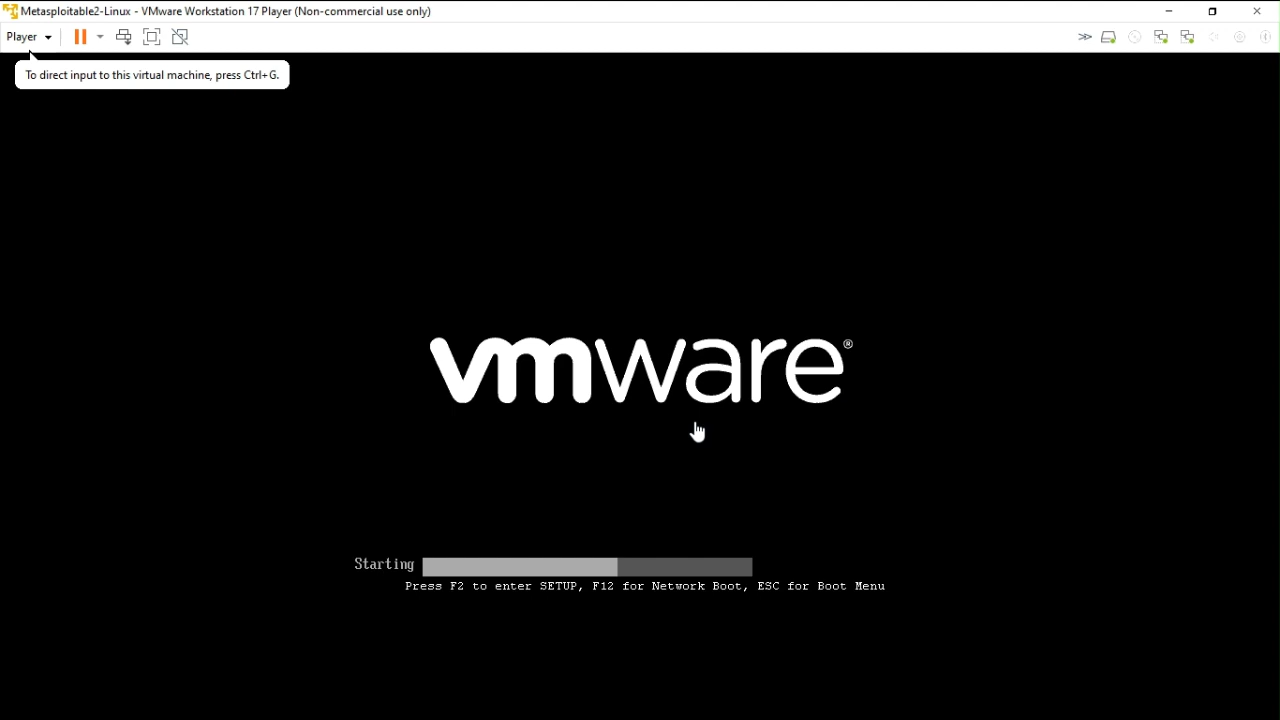 Metasploitable2-Linux - VMware Workstation 17 Player (Non-commercial use only)
Player
To direct input to this virtual machine, press Ctrl+G.
vmware®
Starting
Press F2 to enter SETUP, F12 for Network Boot, ESC for Boot Menu